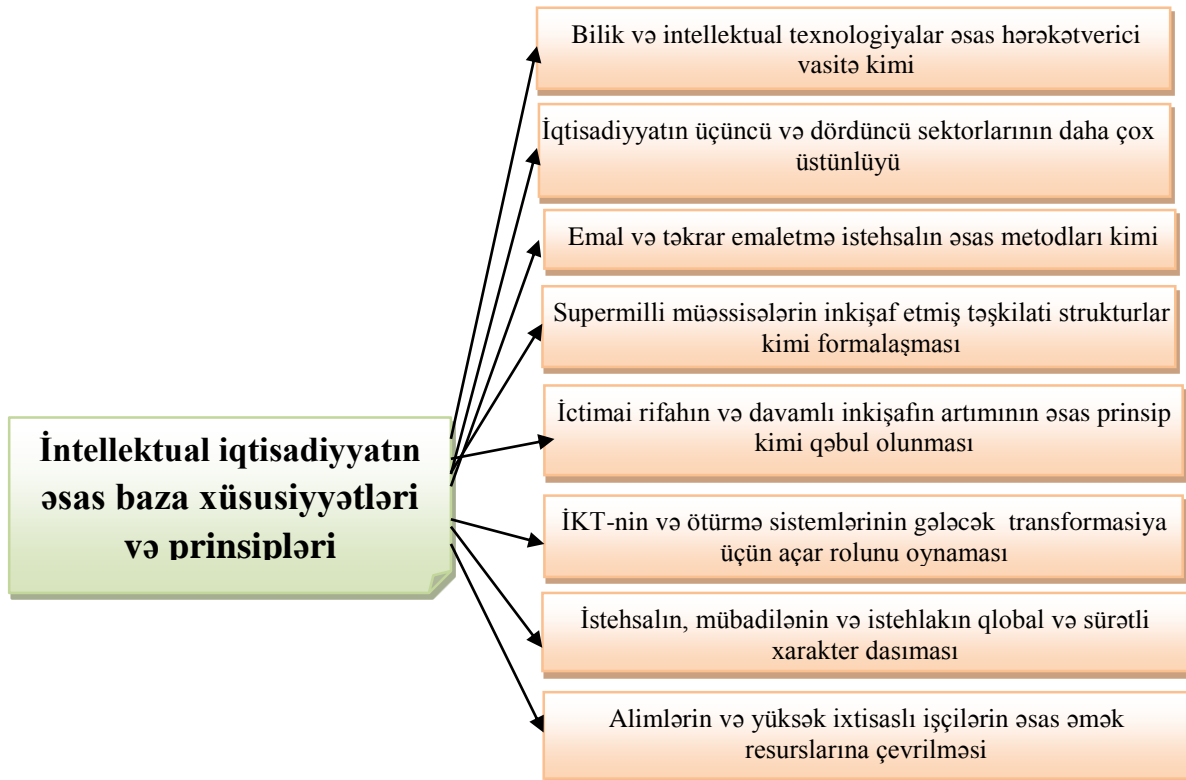 Bilik və intellektual texnologiyalar əsas hərəkətverici
vasitə kimi
İqtisadiyyatın üçüncü və dördüncü sektorlarının daha çox
üstünlüyü
Emal və təkrar emaletmə istehsalın əsas metodları kimi
Supermilli müəssisələrin inkişaf etmiş təşkilati strukturlar
kimi formalaşması
İctimai rifahın və davamlı inkişafın artımının əsas prinsip
kimi qəbul olunması
İntellektual iqtisadiyyatın
əsas baza xüsusiyyətləri
və prinsipləri
İKT-nin və ötürmə sistemlərinin gələcək transformasiya
üçün açar rolunu oynaması
İstehsalın, mübadilənin və istehlakın qlobal və sürətli
xarakter dasıması
Alimlərin və yüksək ixtisaslı işçilərin əsas əmək
resurslarına çevrilməsi